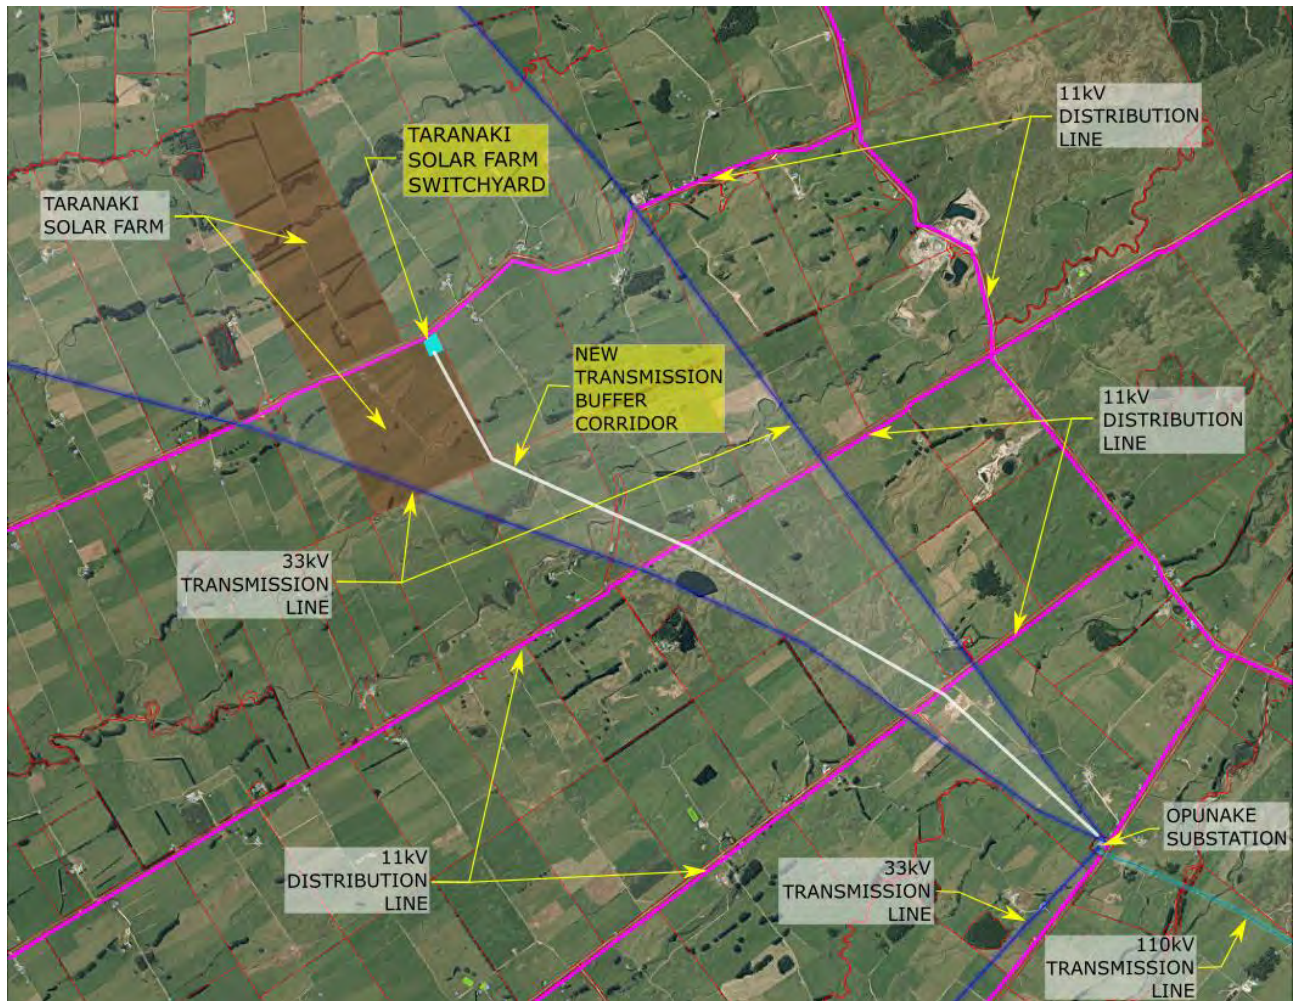 11kV
DISTRIBUTION
LINE
TARANAKI
SOLAR FARM
SWITCHYARD
TARANAKI
SOLAR FARM
NEW
TRANSMISSION
BUFFER
CORRIDOR
11kV
DISTRIBUTION
LINE
33kV
TRANSMISSION
LINE
OPUNAKE
SUBSTATION
11kV
DISTRIBUTION
LINE
33kV
TRANSMISSION
LINE
110kV
TRANSMISSION
LINE